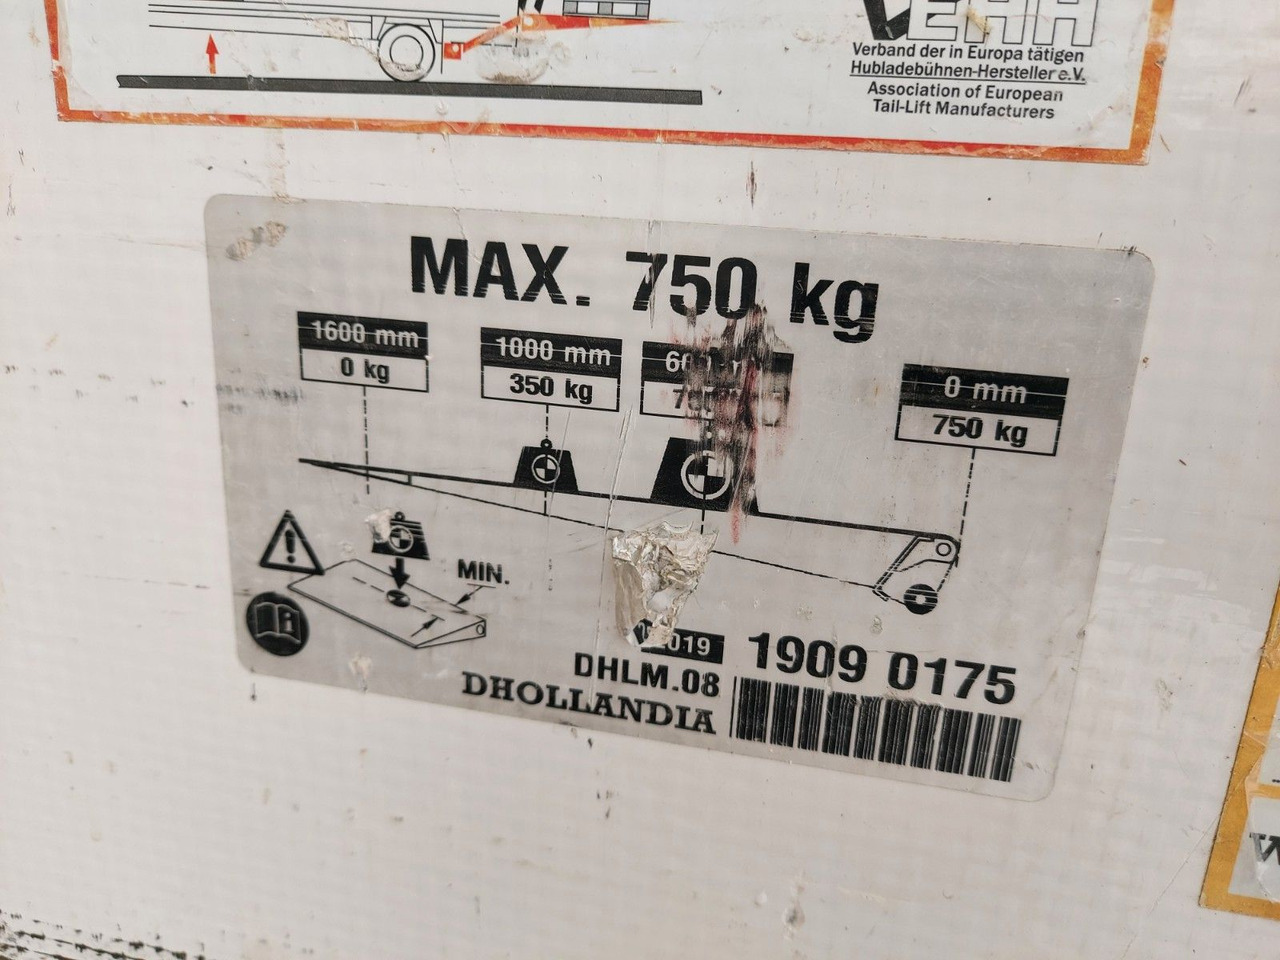 VEHH
Verband der in Europa tätigen
Hubladebühnen-Hersteller e.V.
Association of European
Tail-Lift Manufacturers
MAX. 750 kg
1600 mm
0 kg
1000 mm
350 kg
0 mm
750 kg
MIN.
1909 0175
DHLM.08
DHOLLANDIA